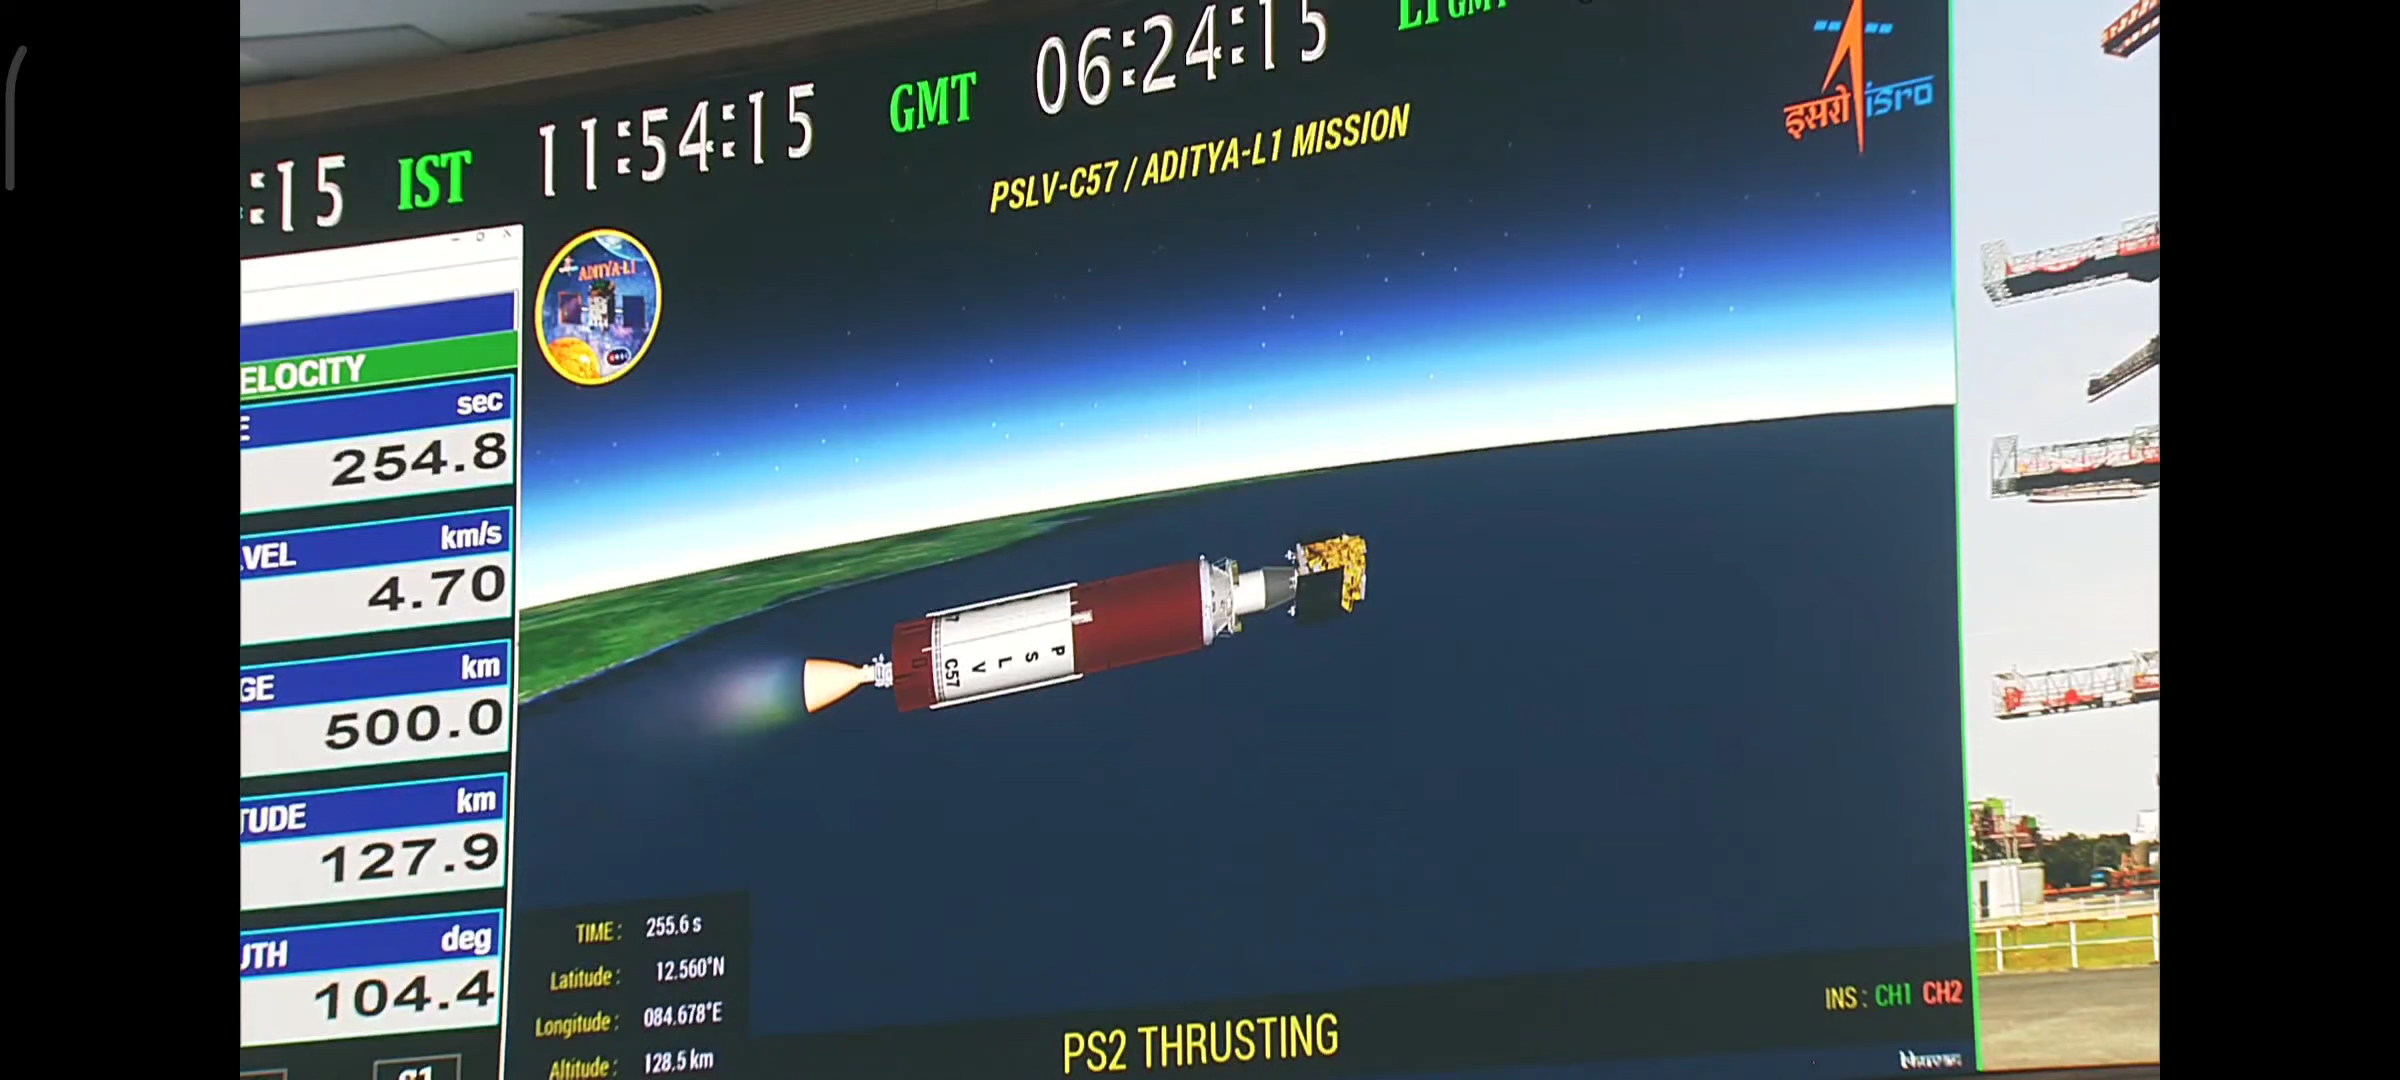 :15 IST 11:54:15 GMT 06:24:15
PSLV-C57 / ADITYA-L1 MISSION
इसरो isro
ADITYA-L1
ELOCITY
sec
254.8
VEL km/s
4.70
GE km
500.0
TUDE km
127.9
UTH deg
104.4
P S L V C57
TIME : 255.6 s
Latitude : 12.560°N
Longitude : 084.678°E
Altitude : 128.5 km
PS2 THRUSTING
INS : CH1 CH2